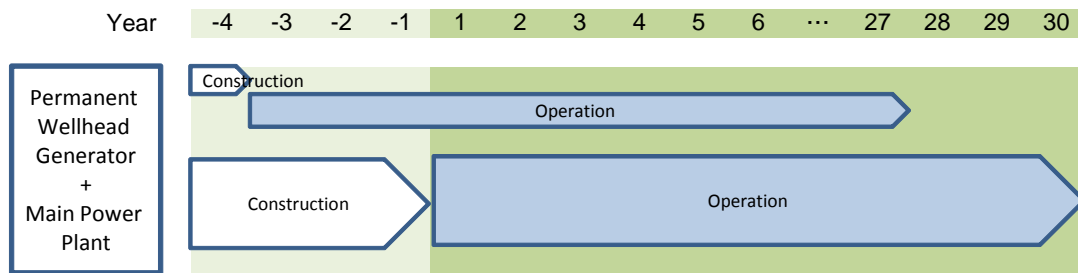 Year -4 -3 -2 -1 1 2 3 4 5 6 ⋯ 27 28 29 30
Construction
Operation
Permanent
Wellhead
Generator
+
Main Power
Plant
Construction
Operation